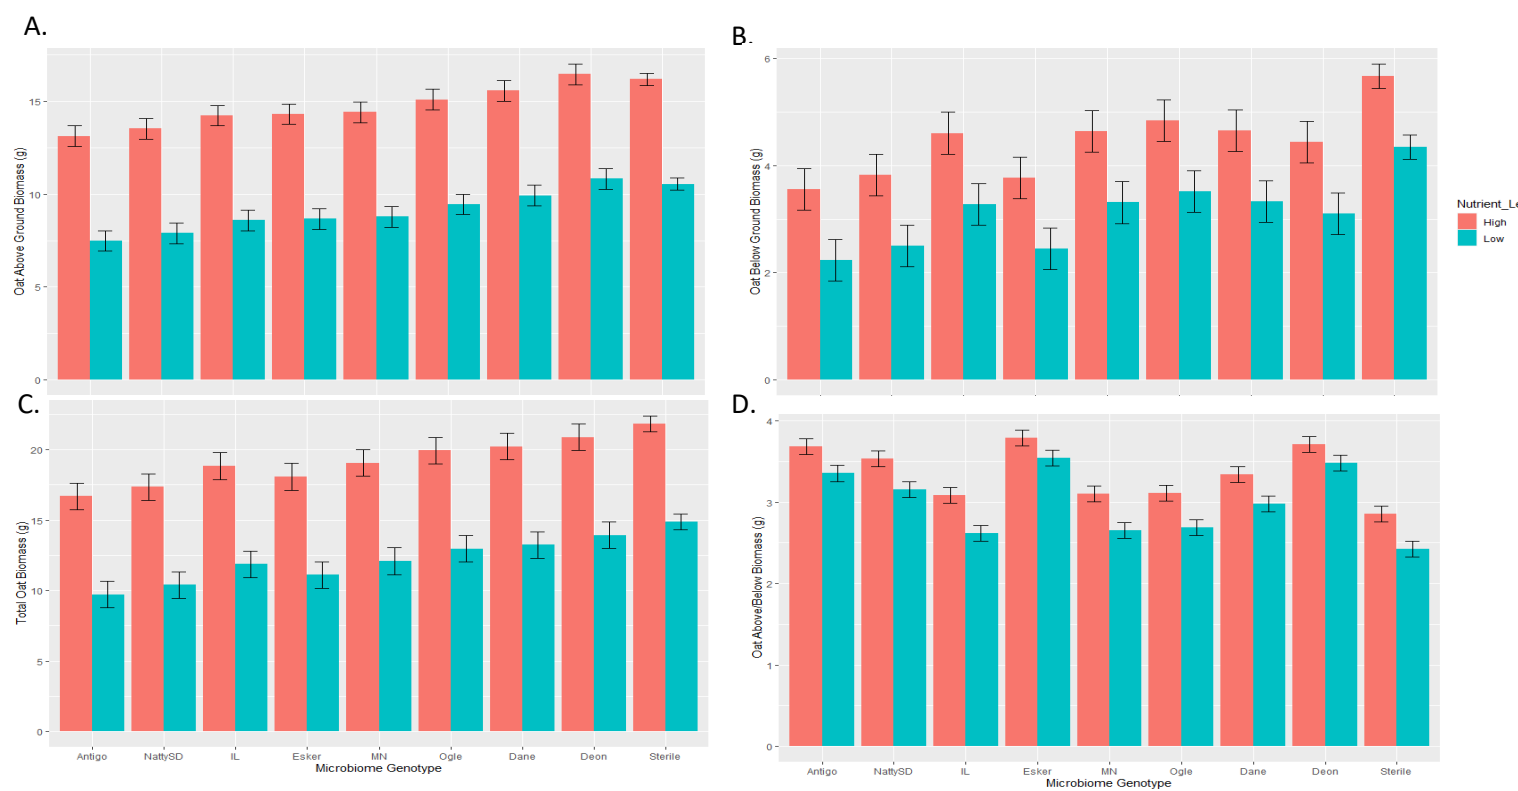 A.
B.
Oat Above Ground Biomass (g)
15
10
5
0
Oat Below Ground Biomass (g)
6
4
2
0
Nutrient_Le
High
Low
C.
D.
Total Oat Biomass (g)
20
15
10
5
0
Antigo NattySD IL Esker MN Ogle Dane Deon Sterile
Microbiome Genotype
Oat Above/Below Biomass (g)
4
3
2
1
0
Antigo NattySD IL Esker MN Ogle Dane Deon Sterile
Microbiome Genotype